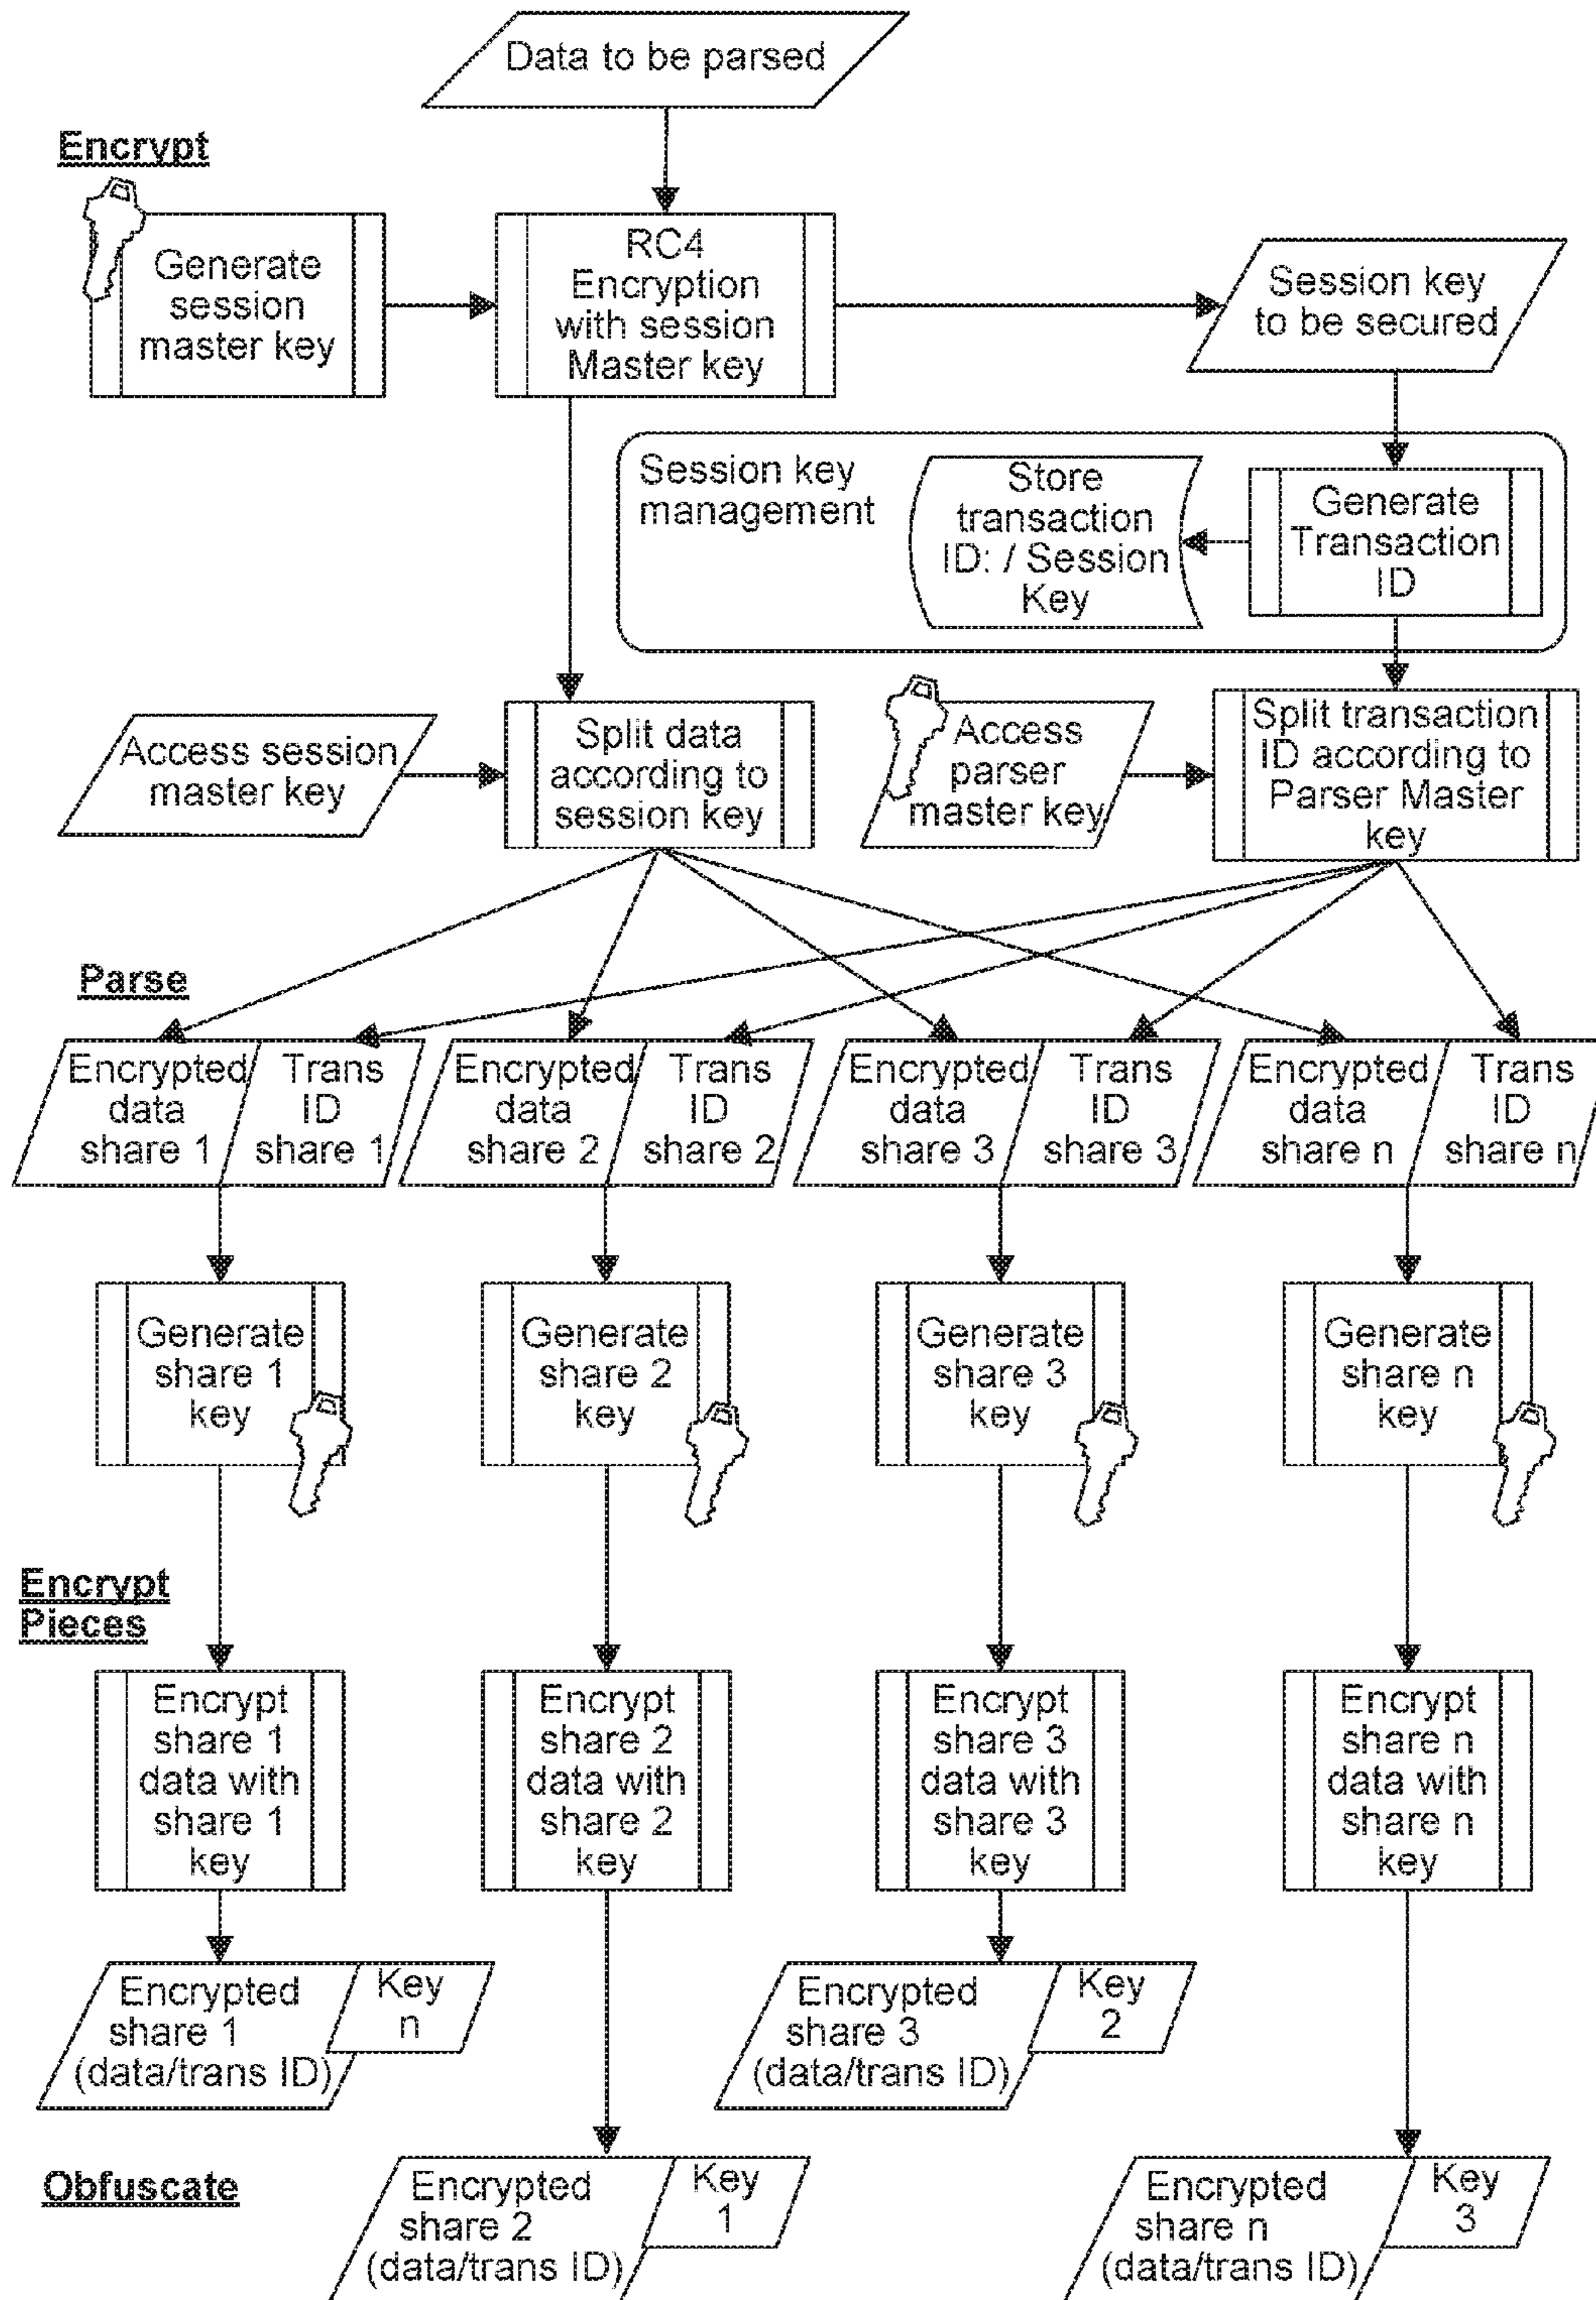 Data to be parsed
Encrypt
Generate
session
master key
RC4
Encryption
with session
Master key
Session key
to be secured
Session key
management
Store
transaction
ID: / Session
Key
Generate
Transaction
ID
Access session
master key
Split data
according to
session key
Access
parser
master key
Split transaction
ID according to
Parser Master
key
Parse
Encrypted
data
share 1
Trans
ID
share 1
Encrypted
data
share 2
Trans
ID
share 2
Encrypted
data
share 3
Trans
ID
share 3
Encrypted
data
share n
Trans
ID
share n
Generate
share 1
key
Generate
share 2
key
Generate
share 3
key
Generate
share n
key
Encrypt
Pieces
Encrypt
share 1
data with
share 1
key
Encrypt
share 2
data with
share 2
key
Encrypt
share 3
data with
share 3
key
Encrypt
share n
data with
share n
key
Encrypted
share 1
(data/trans ID)
Key
n
Encrypted
share 3
(data/trans ID)
Key
2
Obfuscate
Encrypted
share 2
(data/trans ID)
Key
1
Encrypted
share n
(data/trans ID)
Key
3